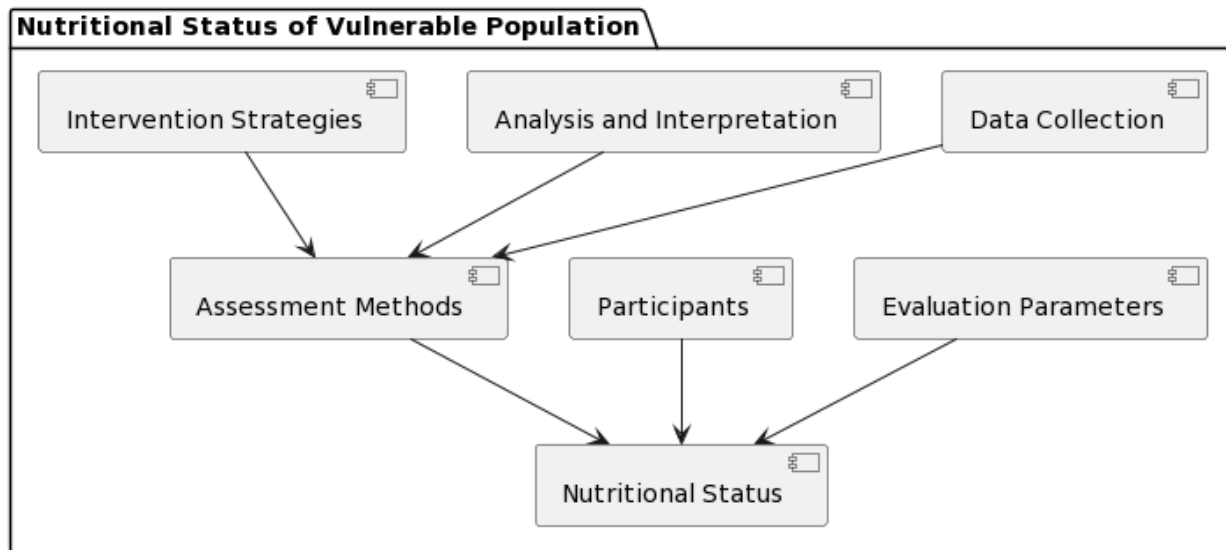 Nutritional Status of Vulnerable Population
Intervention Strategies
Analysis and Interpretation
Data Collection
Assessment Methods
Participants
Evaluation Parameters
Nutritional Status